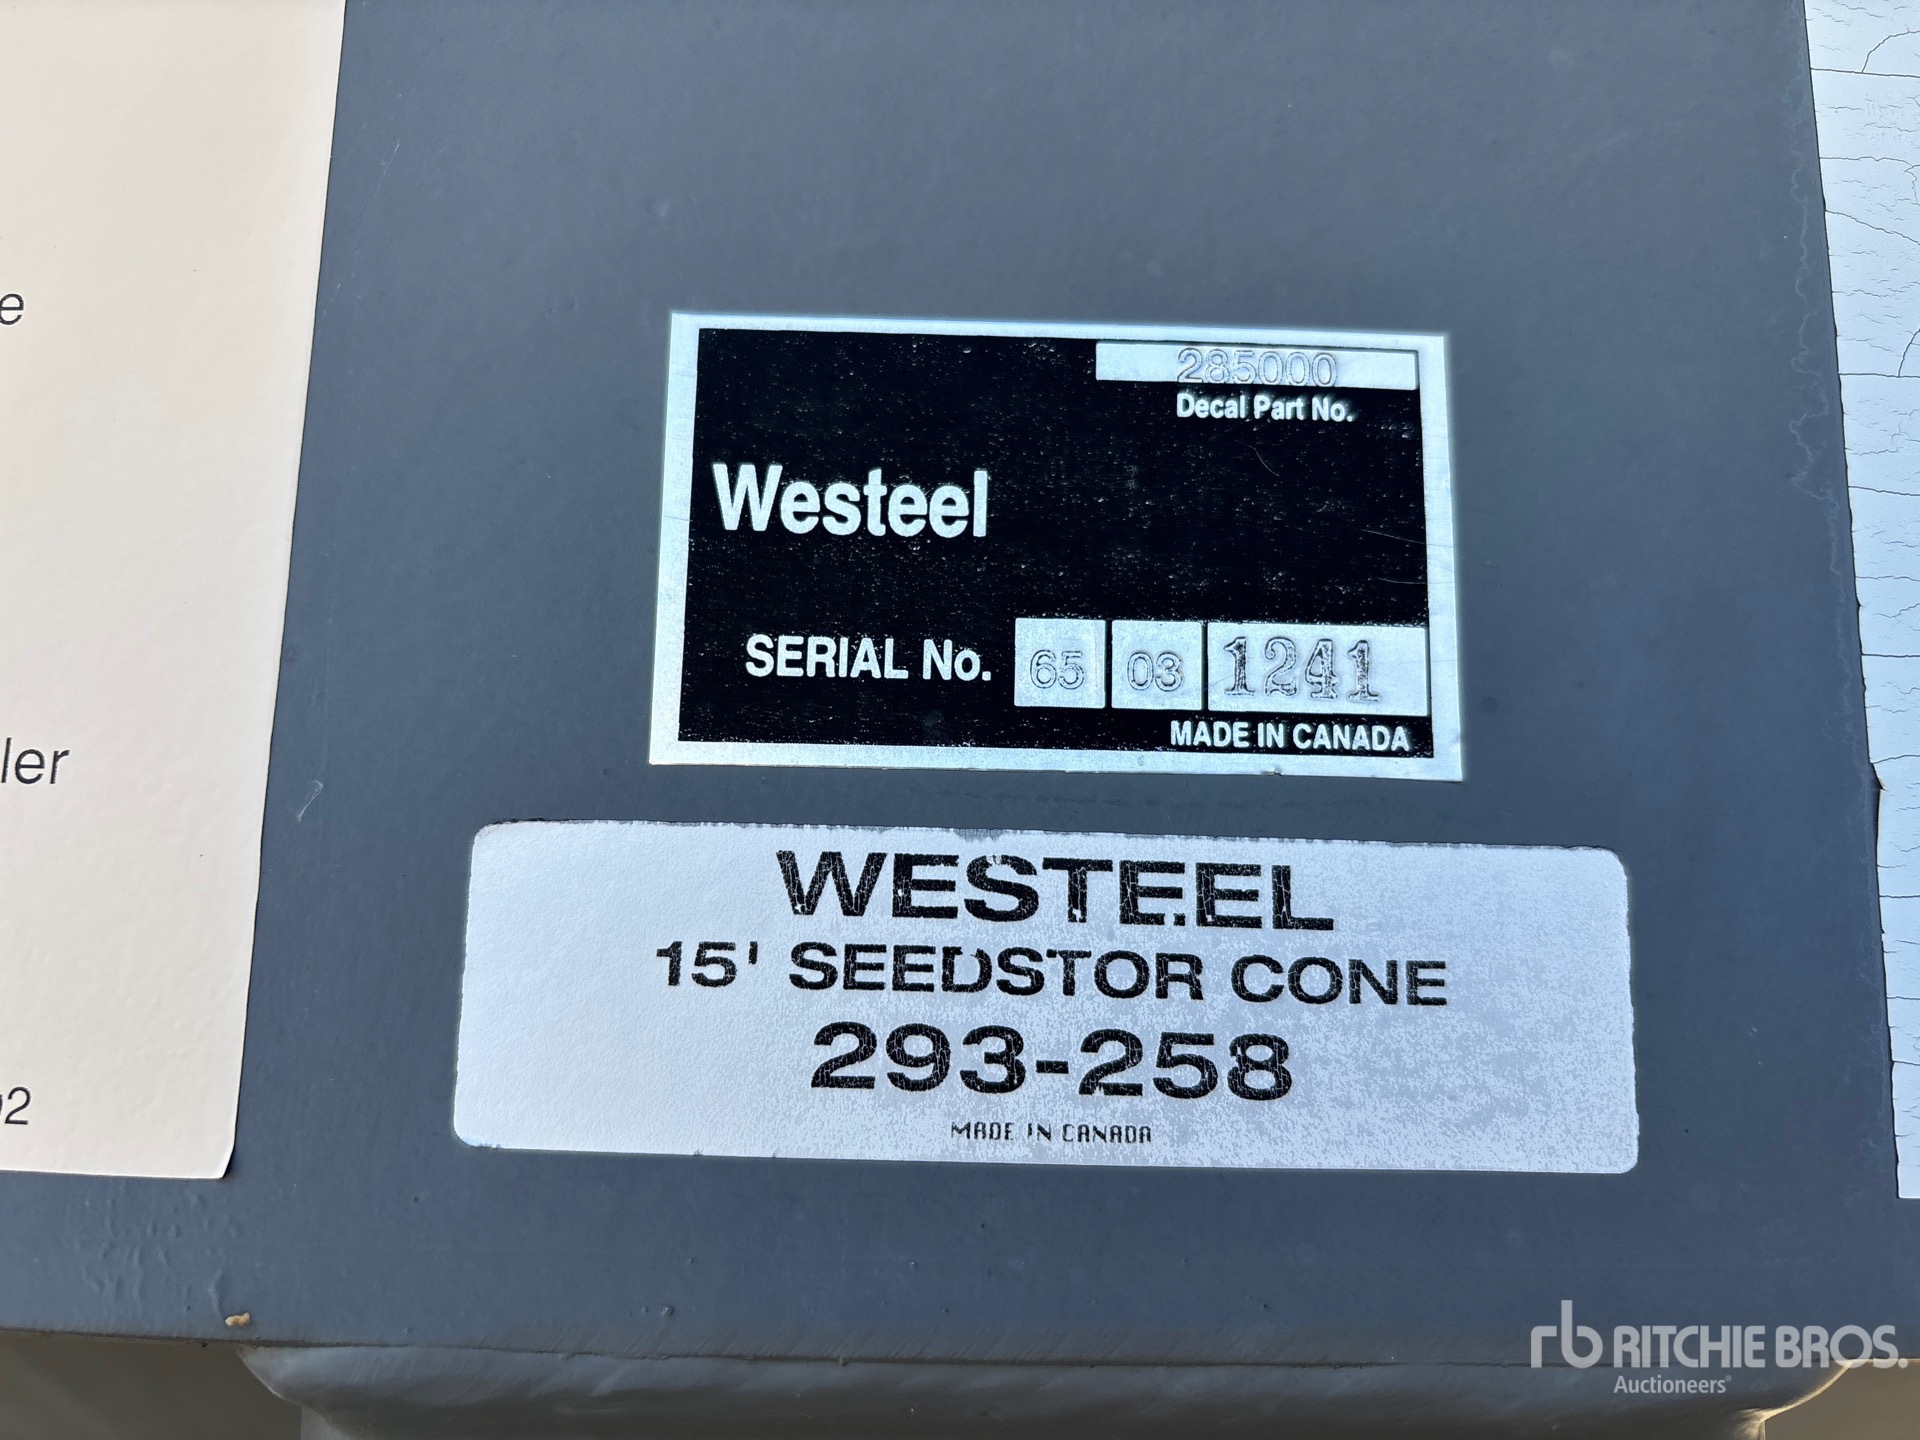 e
ler
02
285000
Decal Part No.
Westeel
SERIAL No. 65 03 1241
MADE IN CANADA
WESTEEL
15' SEEDSTOR CONE
293-258
MADE IN CANADA
rb RITCHIE BROS.
Auctioneers